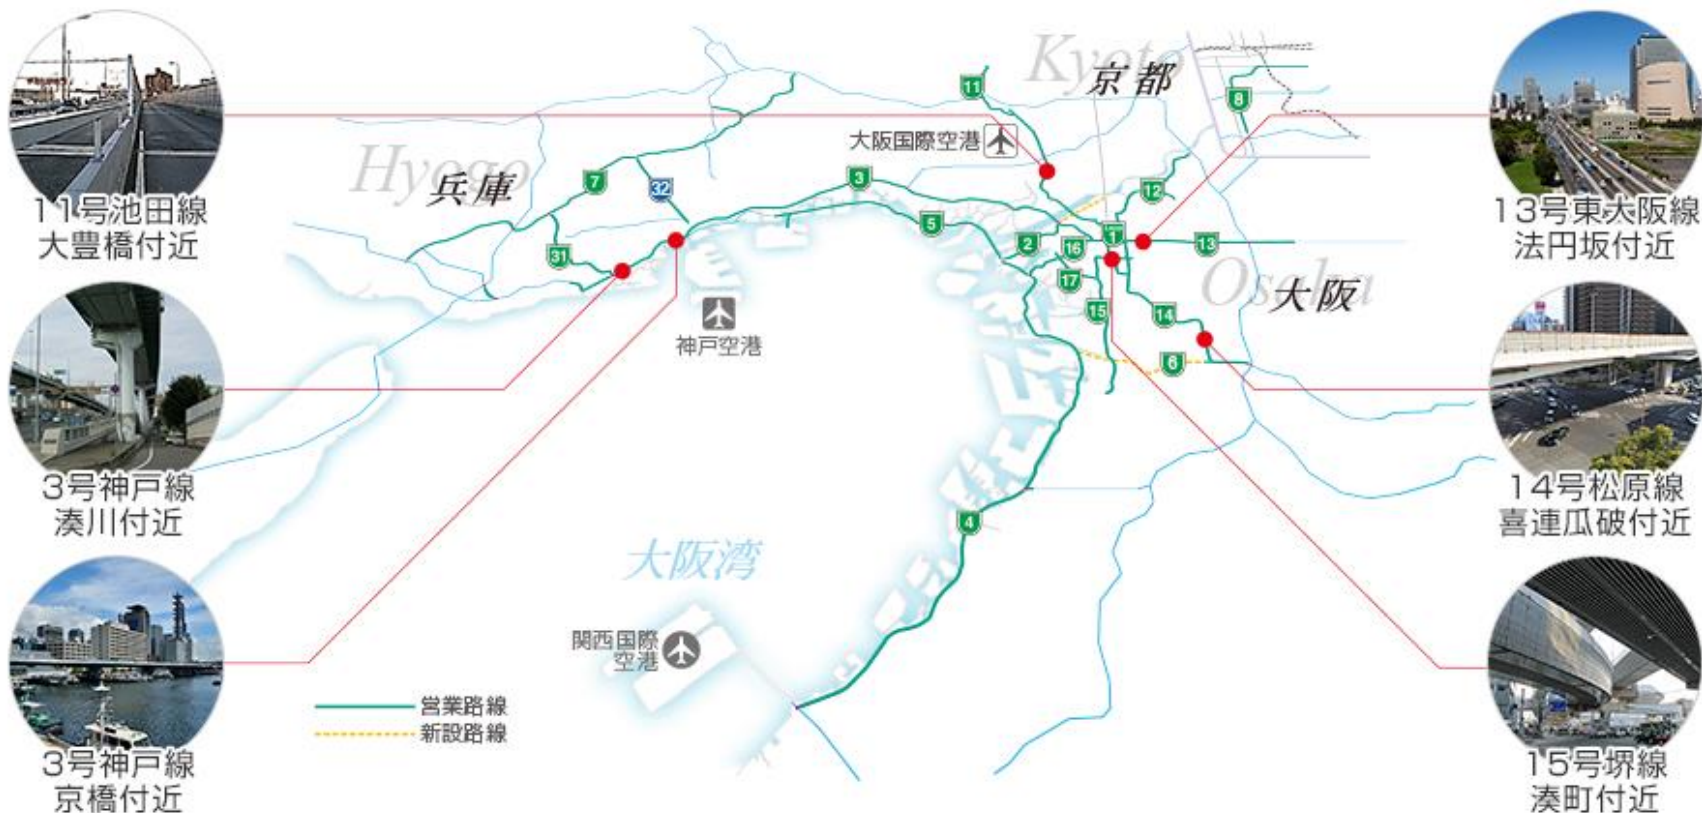 11号池田線
大豊橋付近
3号神戸線
湊川付近
3号神戸線
京橋付近
Hyogo
兵庫
Kyoto
京都
Osaka
大阪
大阪国際空港
神戸空港
大阪湾
関西国際
空港
営業路線
新設路線
11
8
7
32
3
12
5
2
16
1
13
31
17
15
14
6
4
13号東大阪線
法円坂付近
14号松原線
喜連瓜破付近
15号堺線
湊町付近